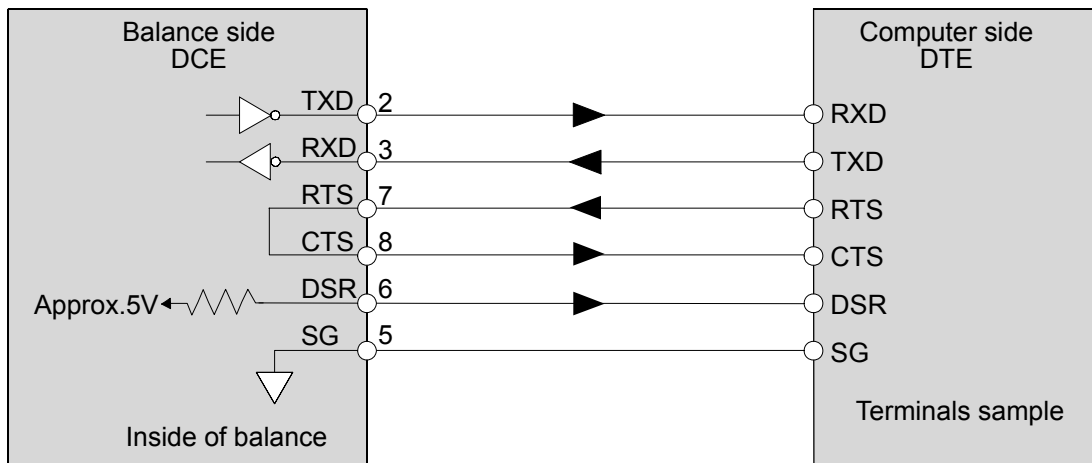 Balance side
DCE
Computer side
DTE
TXD 2 RXD
RXD 3 TXD
RTS 7 RTS
CTS 8 CTS
Approx.5V DSR 6 DSR
SG 5 SG
Inside of balance
Terminals sample